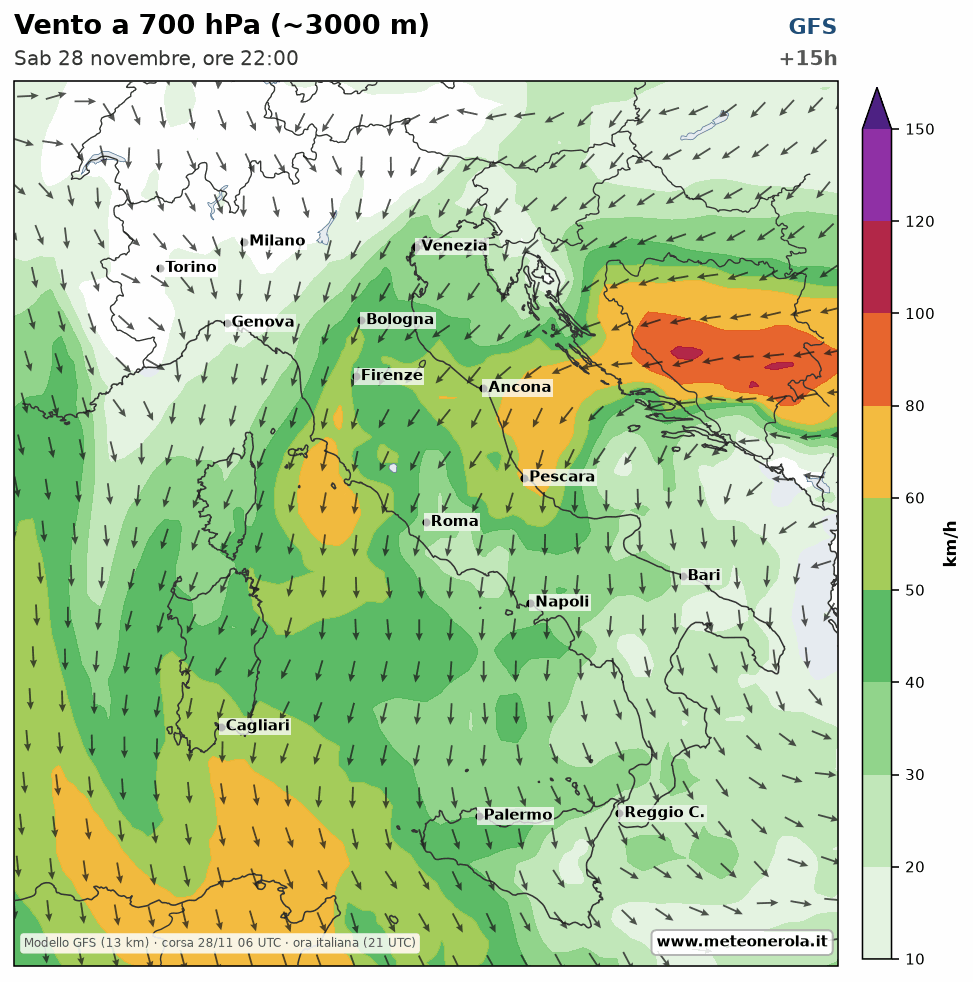 Vento a 700 hPa (~3000 m)
GFS
Sab 28 novembre, ore 22:00
+15h
150
120
100
80
60
50
40
30
20
10
km/h
Milano
Venezia
Torino
Genova
Bologna
Firenze
Ancona
Pescara
Roma
Bari
Napoli
Cagliari
Palermo
Reggio C.
Modello GFS (13 km) · corsa 28/11 06 UTC · ora italiana (21 UTC)
www.meteonerola.it